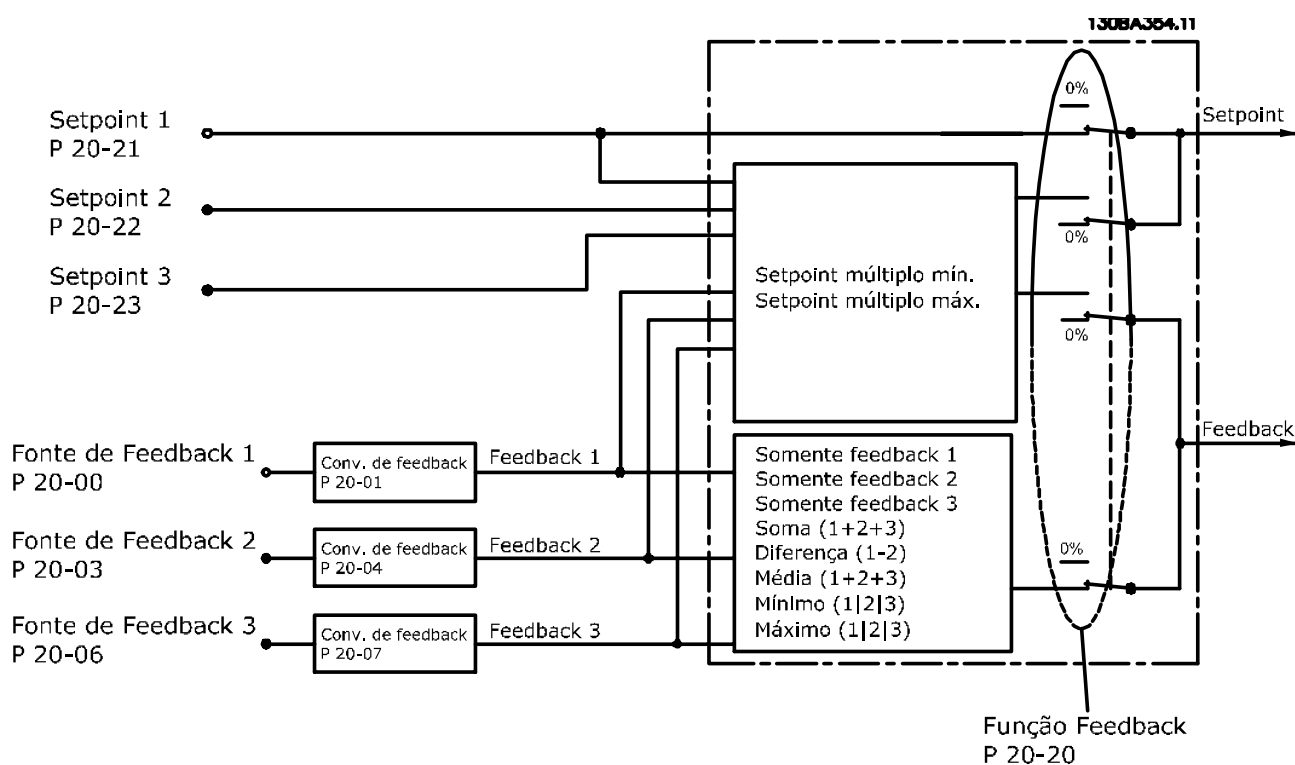 130BA354.11
Setpoint 1
P 20-21
Setpoint 2
P 20-22
Setpoint 3
P 20-23
0%
Setpoint
0%
Setpoint múltiplo mín.
Setpoint múltiplo máx.
0%
Feedback
Fonte de Feedback 1
P 20-00
Conv. de feedback
P 20-01
Feedback 1
Fonte de Feedback 2
P 20-03
Conv. de feedback
P 20-04
Feedback 2
Fonte de Feedback 3
P 20-06
Conv. de feedback
P 20-07
Feedback 3
Somente feedback 1
Somente feedback 2
Somente feedback 3
Soma (1+2+3)
Diferença (1-2)
Média (1+2+3)
Mínimo (1|2|3)
Máximo (1|2|3)
0%
Função Feedback
P 20-20